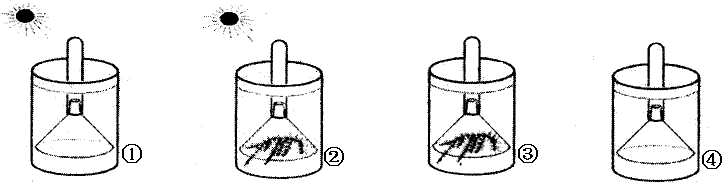 ① ② ③ ④